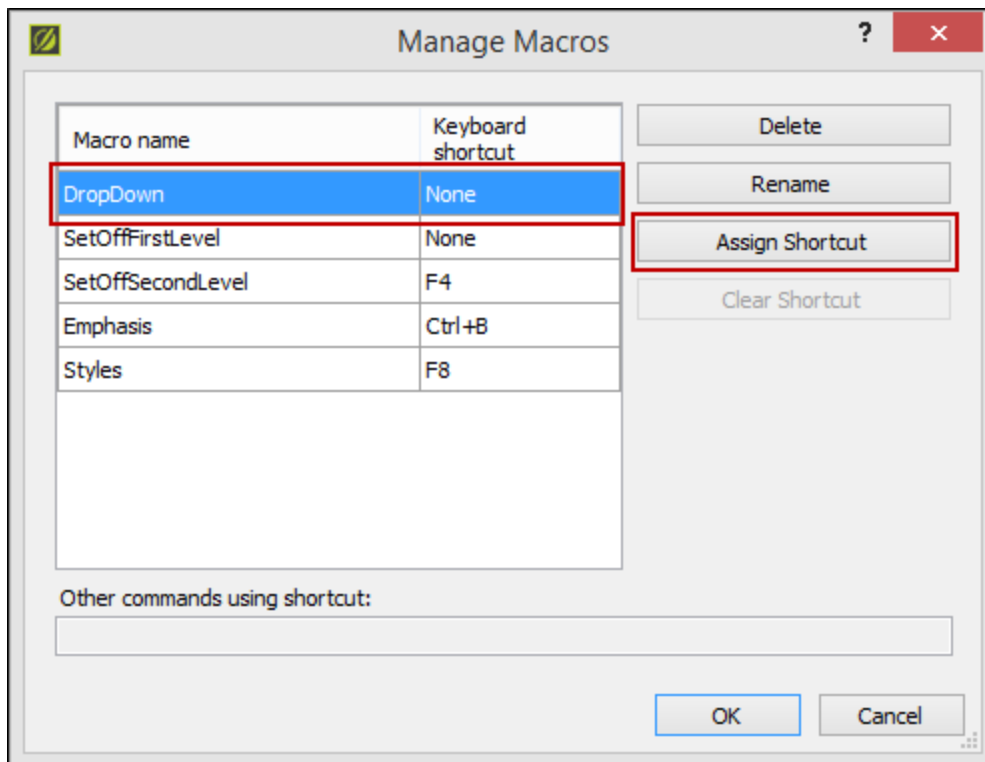 Manage Macros
?
Macro name
Keyboard
shortcut
DropDown
None
SetOffFirstLevel
None
SetOffSecondLevel
F4
Emphasis
Ctrl+B
Styles
F8
Delete
Rename
Assign Shortcut
Clear Shortcut
Other commands using shortcut:
OK
Cancel